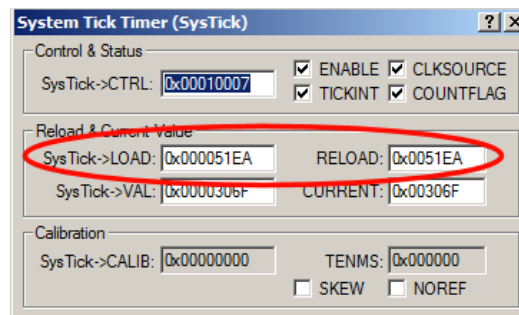 System Tick Timer (SysTick)
Control & Status
SysTick->CTRL: 0x00010007 ENABLE CLKSOURCE
TICKINT COUNTFLAG
Reload & Current Value
SysTick->LOAD: 0x000051EA RELOAD: 0x0051EA
SysTick->VAL: 0x0000306F CURRENT: 0x00306F
Calibration
SysTick->CALIB: 0x00000000 TENMS: 0x000000
SKEW NOREF